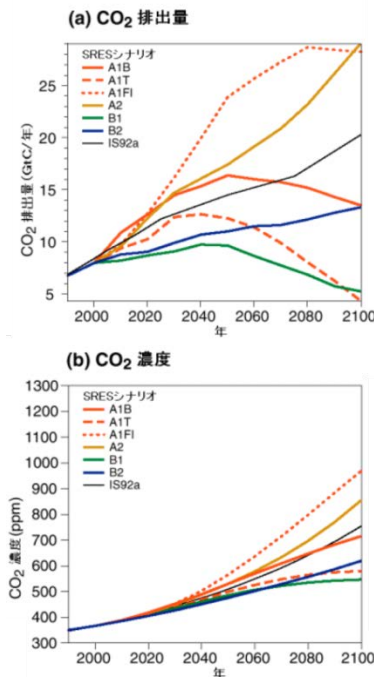 (a) CO₂ 排出量
SRESシナリオ
A1B
A1T
A1FI
A2
B1
B2
IS92a
CO₂ 排出量(GtC/年)
25
20
15
10
5
2000 2020 2040 2060 2080 2100
年
(b) CO₂ 濃度
1300
SRESシナリオ
1200
A1B
A1T
1100
A1FI
A2
1000
B1
B2
900
IS92a
CO₂ 濃度 (ppm)
800
700
600
500
400
300
2000 2020 2040 2060 2080 2100
年